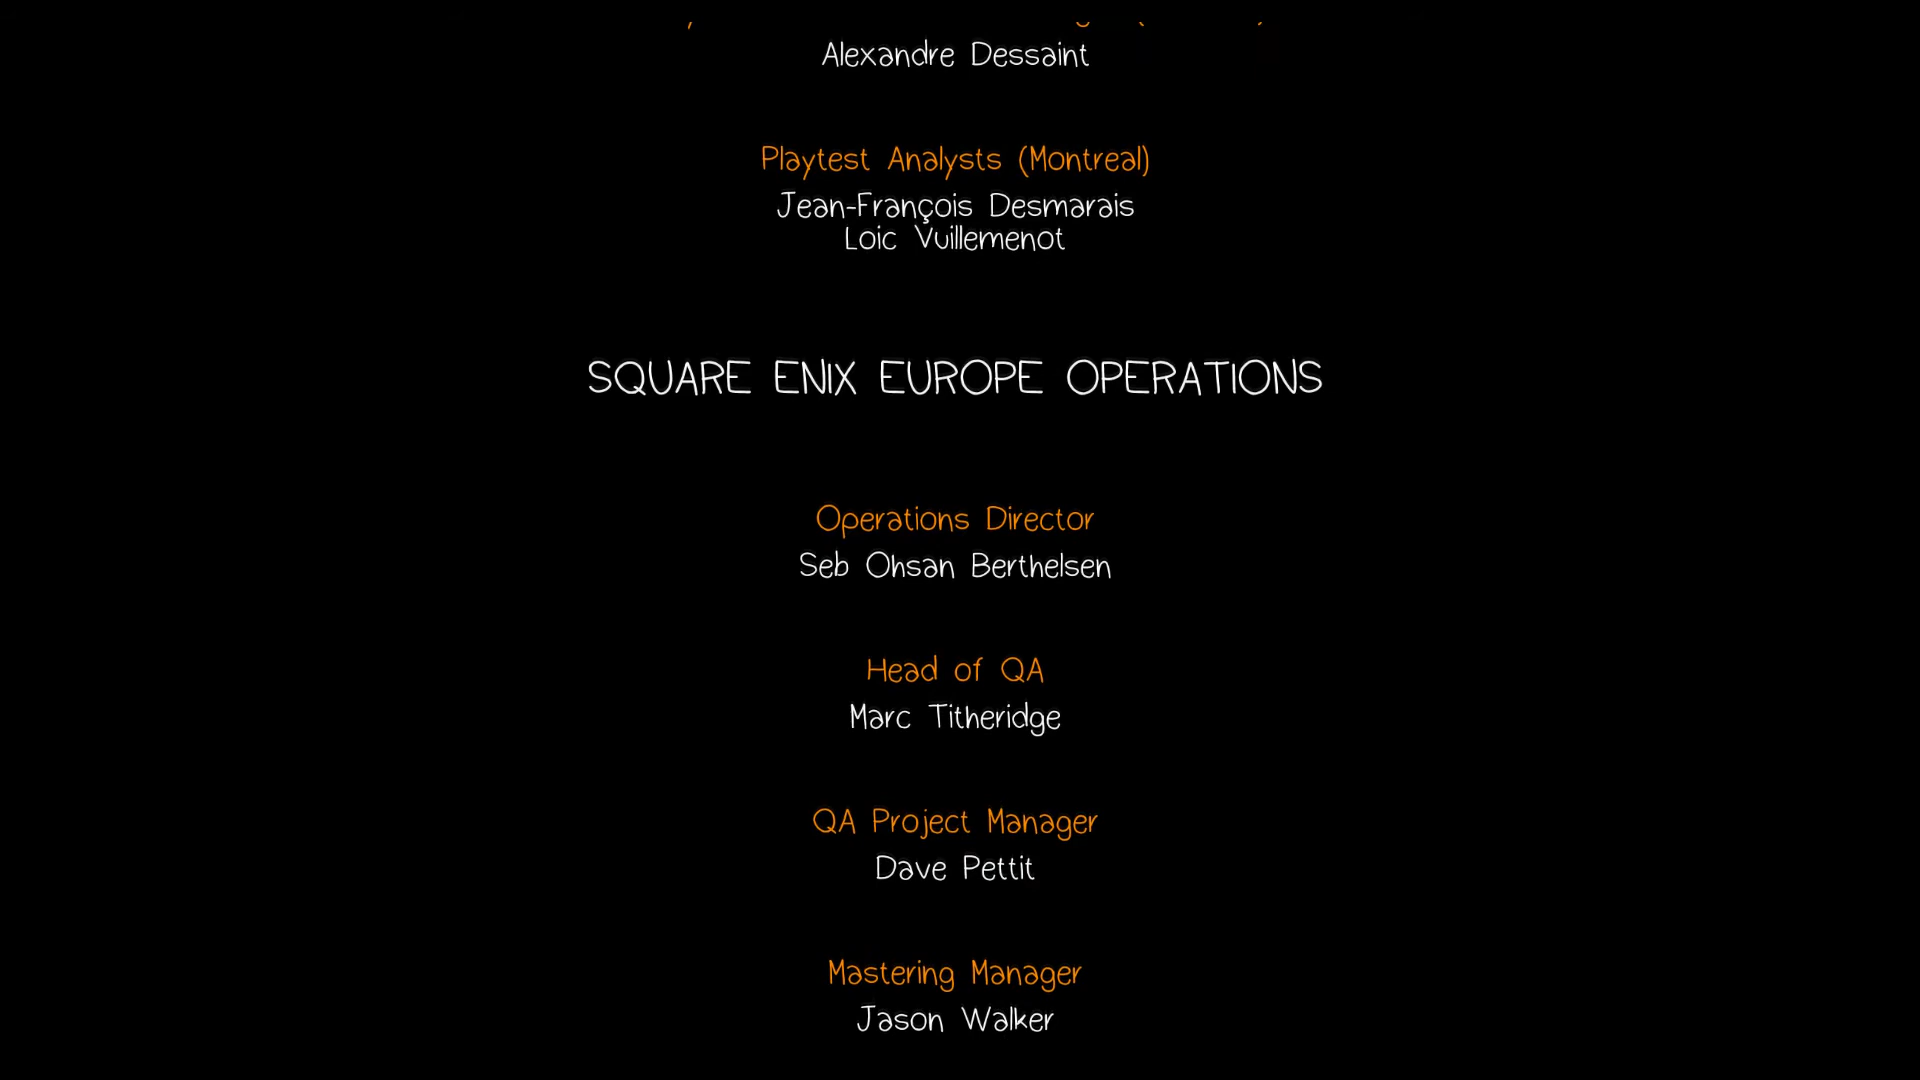 Alexandre Dessaint
Playtest Analysts (Montreal)
Jean-François Desmarais
Loic Vuillemenot
SQUARE ENIX EUROPE OPERATIONS
Operations Director
Seb Ohsan Berthelsen
Head of QA
Marc Titheridge
QA Project Manager
Dave Pettit
Mastering Manager
Jason Walker